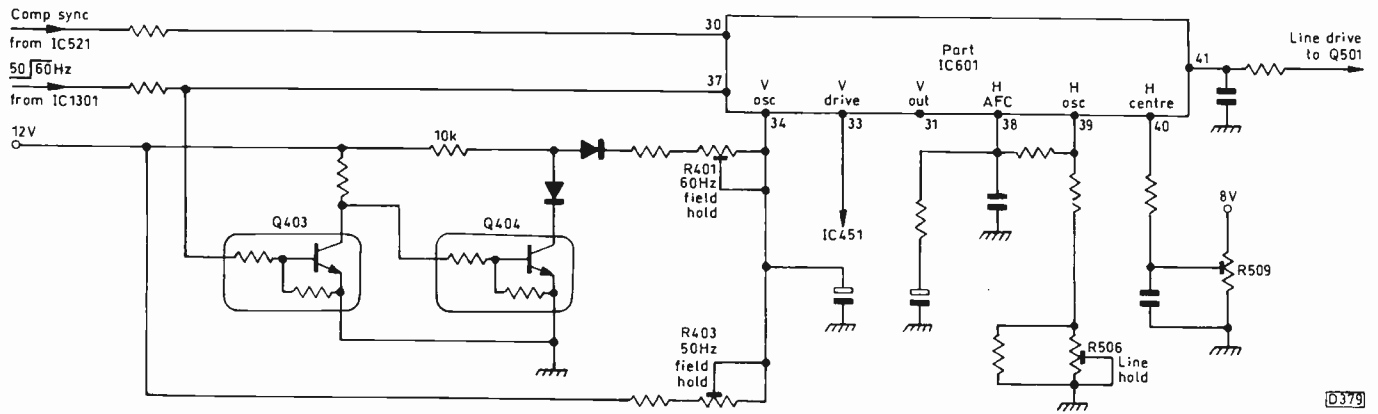 Comp sync
from IC521
50 60Hz
from IC1301
12V
30
37
Part
IC601
41
Line drive
to Q501
V
osc
34
V
drive
33
V
out
31
H
AFC
38
H
osc
39
H
centre
40
10k
R401
60Hz
field
hold
Q403
Q404
IC451
8V
R509
R403
50Hz
field
hold
R506
Line
hold
D379